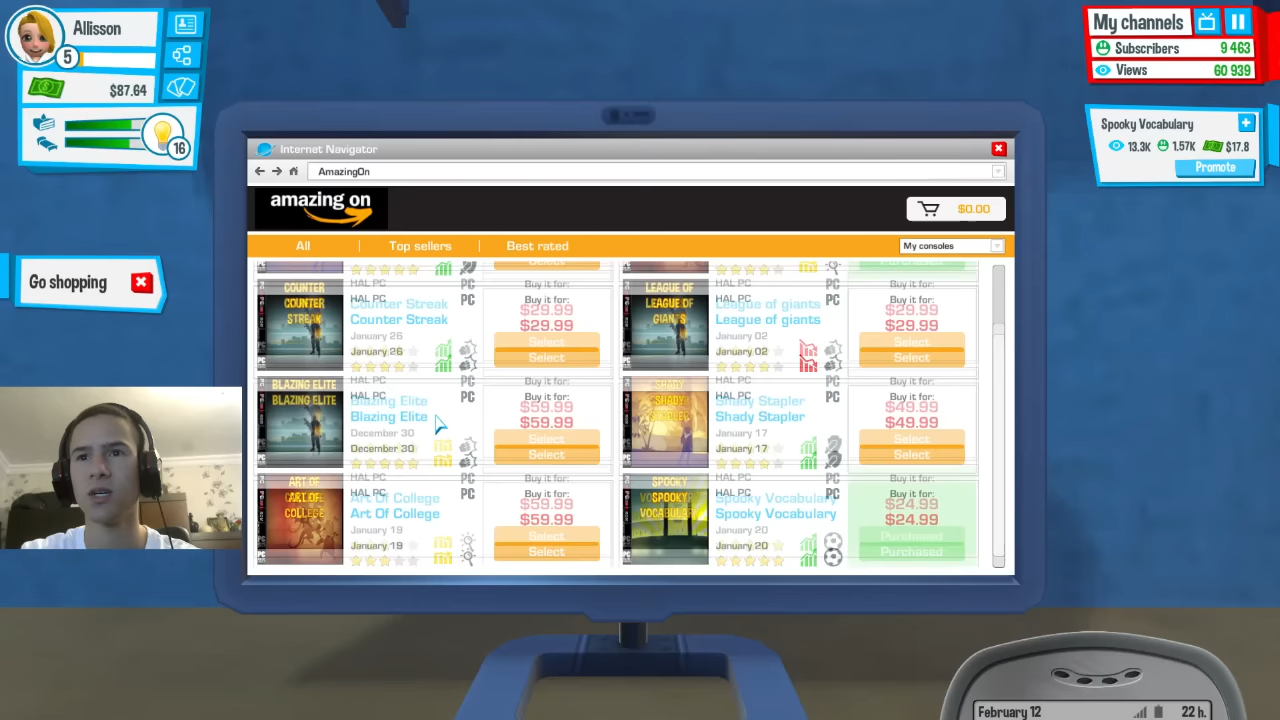 Allisson
5
$87.64
16
Go shopping
My channels
Subscribers 9 463
Views 60 939
Spooky Vocabulary
13.3K 1.57K $17.8
Promote
Internet Navigator
AmazingOn
amazing on
$0.00
All Top sellers Best rated
My consoles
COUNTER STREAK
HAL PC
PC
Counter Streak
January 26
Buy it for:
$29.99
Select
LEAGUE OF GIANTS
HAL PC
PC
League of giants
January 02
Buy it for:
$29.99
Select
BLAZING ELITE
HAL PC
PC
Blazing Elite
December 30
Buy it for:
$59.99
Select
SHADY STAPLER
HAL PC
PC
Shady Stapler
January 17
Buy it for:
$49.99
Select
ART OF COLLEGE
HAL PC
PC
Art Of College
January 19
Buy it for:
$59.99
Select
SPOOKY VOCABULARY
HAL PC
PC
Spooky Vocabulary
January 20
Buy it for:
$24.99
Purchased
February 12 22 h.